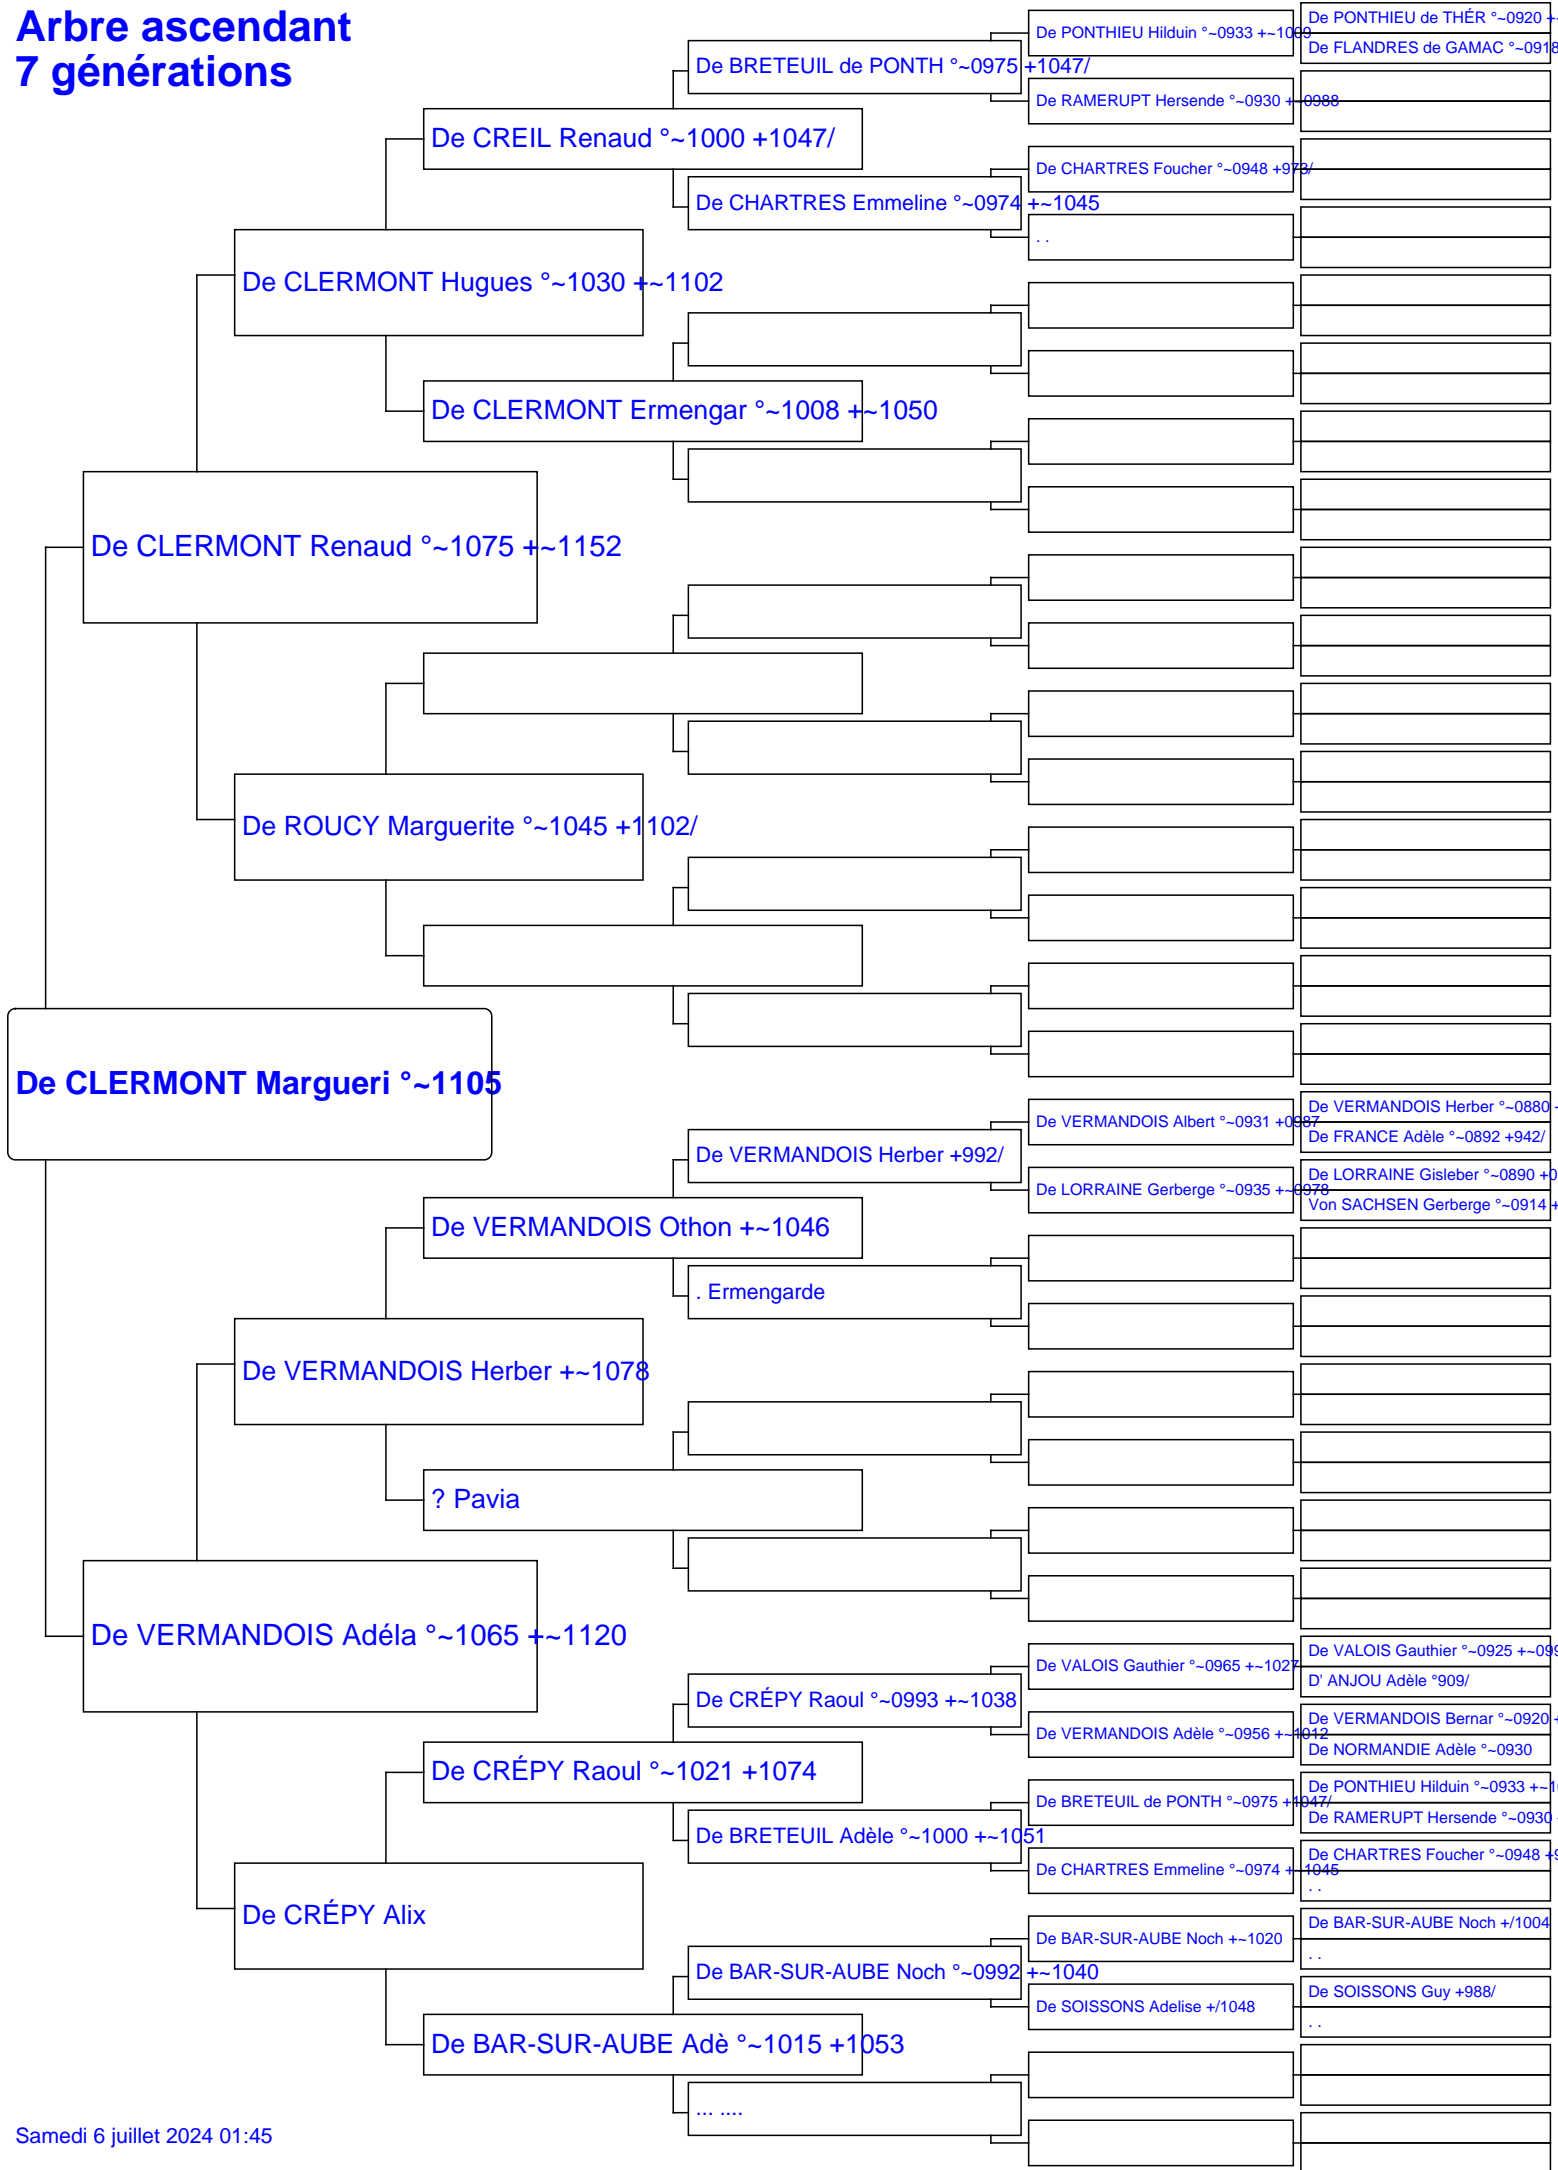 Arbre ascendant
7 générations
De CLERMONT Margueri °~1105
De CLERMONT Renaud °~1075 +~1152
De VERMANDOIS Adéla °~1065 +~1120
De CLERMONT Hugues °~1030 +~1102
De ROUCY Marguerite °~1045 +1102/
De VERMANDOIS Herber +~1078
De CRÉPY Alix
De CREIL Renaud °~1000 +1047/
De CLERMONT Ermengar °~1008 +~1050
De VERMANDOIS Othon +~1046
? Pavia
De CRÉPY Raoul °~1021 +1074
De BAR-SUR-AUBE Adè °~1015 +1053
De BRETEUIL de PONTH °~0975 +1047/
De CHARTRES Emmeline °~0974 +~1045
De VERMANDOIS Herber +992/
. Ermengarde
De CRÉPY Raoul °~0993 +~1038
De BRETEUIL Adèle °~1000 +~1051
De BAR-SUR-AUBE Noch °~0992 +~1040
... ....
De PONTHIEU Hilduin °~0933 +~1009
De RAMERUPT Hersende °~0930 +~0988
De CHARTRES Foucher °~0948 +973/
. .
De VERMANDOIS Albert °~0931 +0987
De LORRAINE Gerberge °~0935 +~0978
De VALOIS Gauthier °~0965 +~1027
De VERMANDOIS Adèle °~0956 +~1012
De BRETEUIL de PONTH °~0975 +1047/
De CHARTRES Emmeline °~0974 +~1045
De BAR-SUR-AUBE Noch +~1020
De SOISSONS Adelise +/1048
De PONTHIEU de THÉR °~0920 +~
De FLANDRES de GAMAC °~0918
De VERMANDOIS Herber °~0880 +
De FRANCE Adèle °~0892 +942/
De LORRAINE Gisleber °~0890 +0
Von SACHSEN Gerberge °~0914 +
De VALOIS Gauthier °~0925 +~099
D' ANJOU Adèle °909/
De VERMANDOIS Bernar °~0920 +
De NORMANDIE Adèle °~0930
De PONTHIEU Hilduin °~0933 +~10
De RAMERUPT Hersende °~0930 +
De CHARTRES Foucher °~0948 +9
. .
De BAR-SUR-AUBE Noch +/1004
. .
De SOISSONS Guy +988/
. .
Samedi 6 juillet 2024 01:45